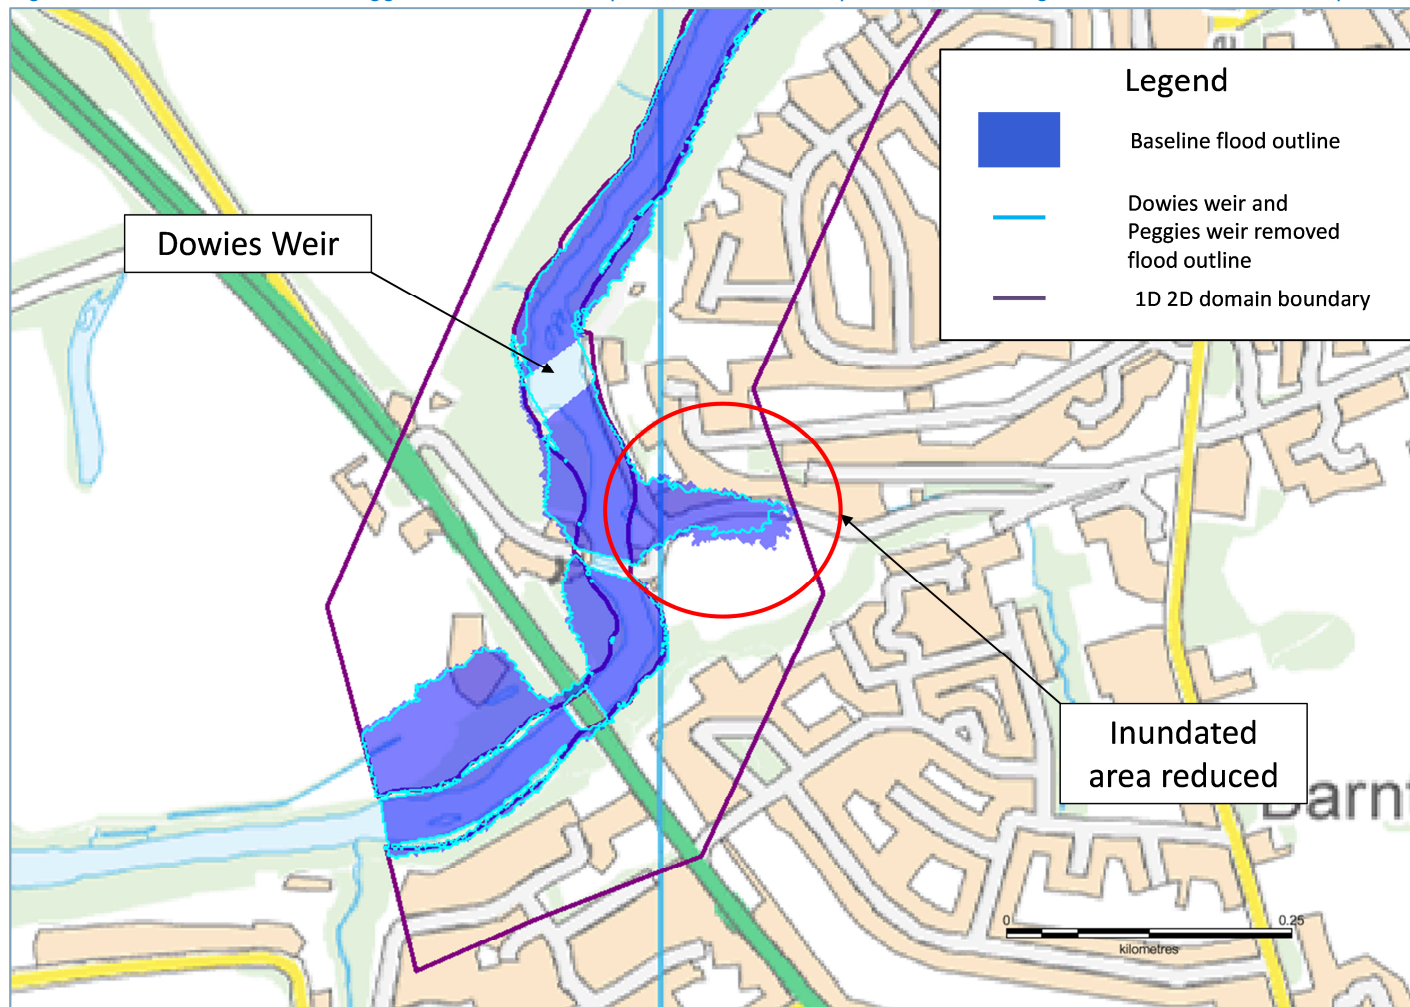 Legend
Baseline flood outline
Dowies weir and
Peggies weir removed
flood outline
1D 2D domain boundary
Dowies Weir
Inundated
area reduced
0
0.25
kilometres